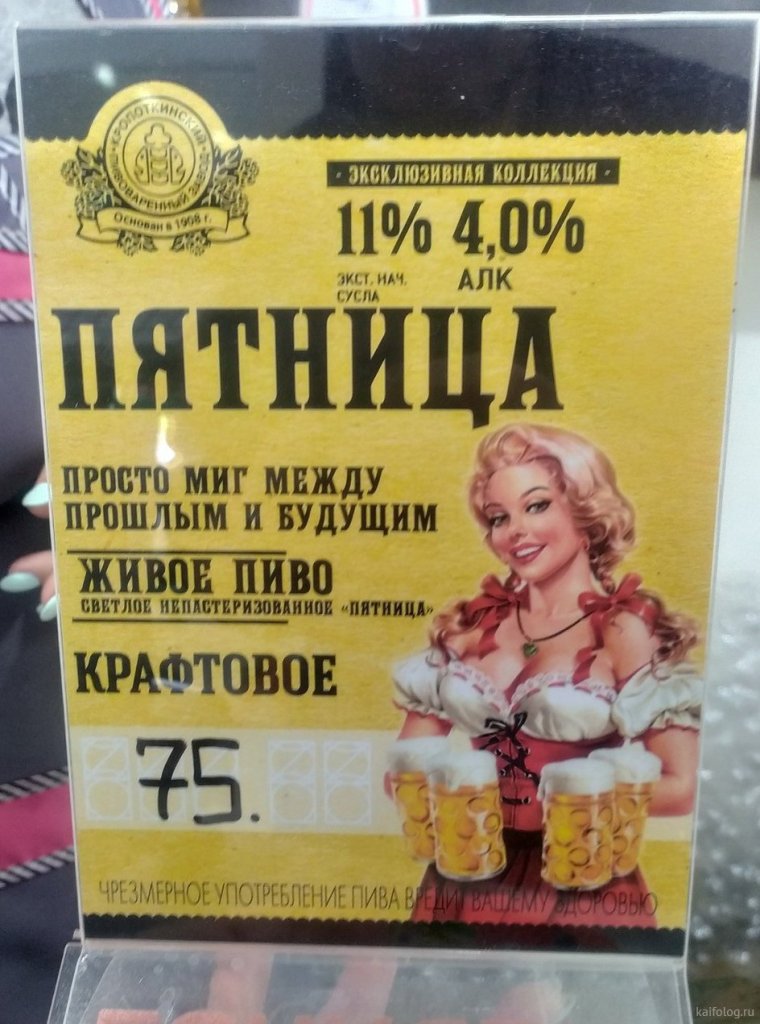 КРОПОТКИНСКИЙ
ПИВОВАРЕННЫЙ ЗАВОД
Основан в 1908 г.
· ЭКСКЛЮЗИВНАЯ КОЛЛЕКЦИЯ ·
11% 4,0%
ЭКСТ. НАЧ. АЛК
СУСЛА
ПЯТНИЦА
ПРОСТО МИГ МЕЖДУ
ПРОШЛЫМ И БУДУЩИМ
ЖИВОЕ ПИВО
СВЕТЛОЕ НЕПАСТЕРИЗОВАННОЕ «ПЯТНИЦА»
КРАФТОВОЕ
75.
ЧРЕЗМЕРНОЕ УПОТРЕБЛЕНИЕ ПИВА ВРЕДИТ ВАШЕМУ ЗДОРОВЬЮ
kaifolog.ru